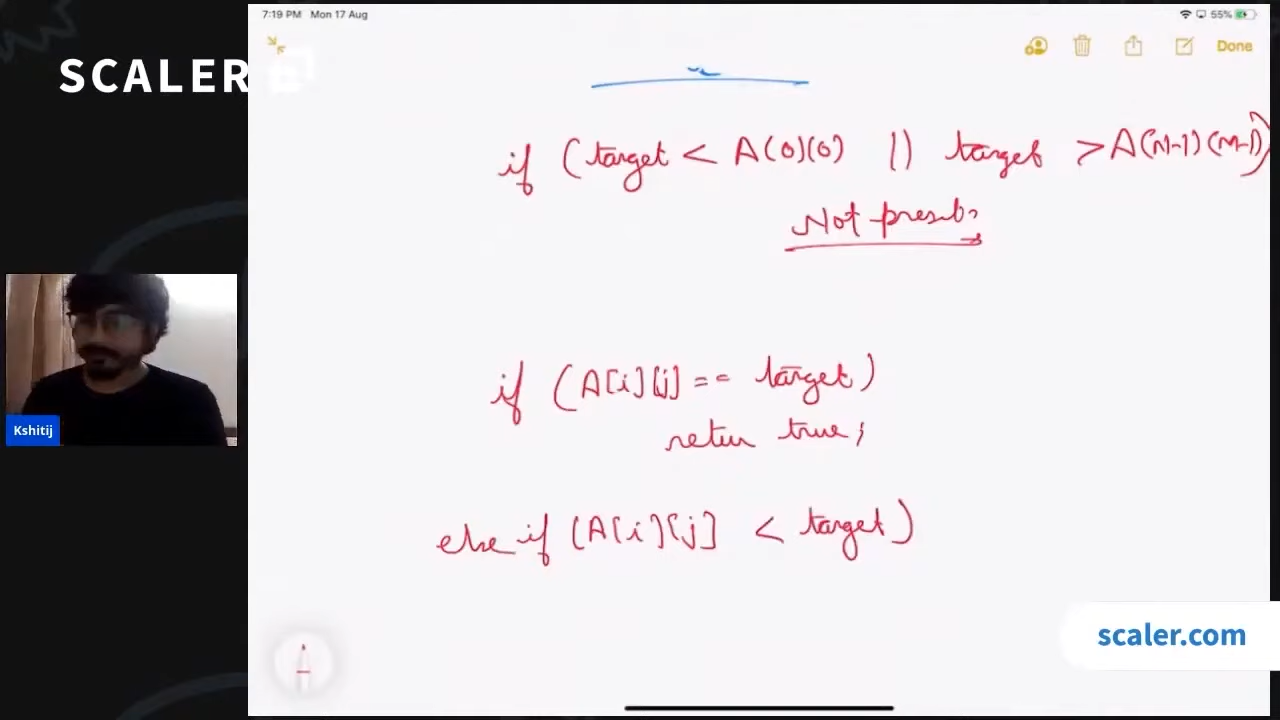 7:19 PM Mon 17 Aug
55%
SCALER
Done
if (target < A(0)(0) || target > A(N-1)(M-1))
Not present
if (A[i][j] == target)
retur true;
Kshitij
else if (A[i][j] < target)
scaler.com